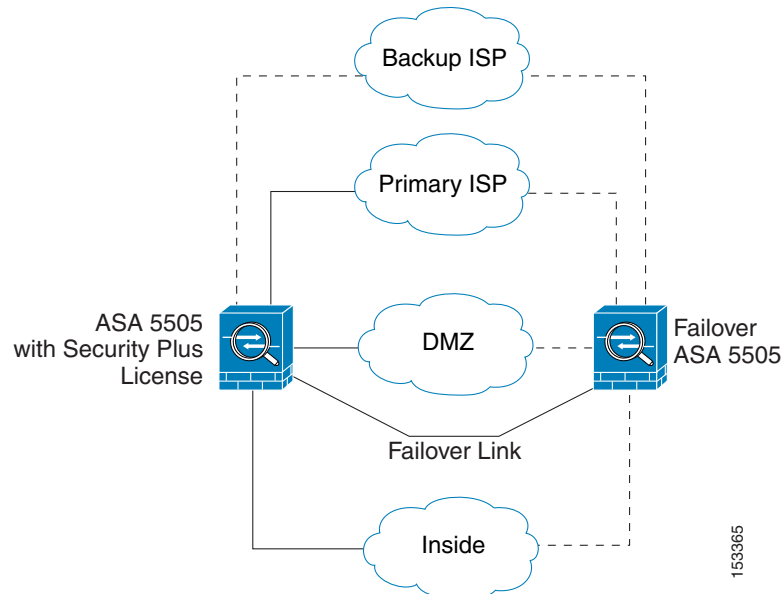 Backup ISP
Primary ISP
ASA 5505
with Security Plus
License
DMZ
Failover
ASA 5505
Failover Link
Inside
153365